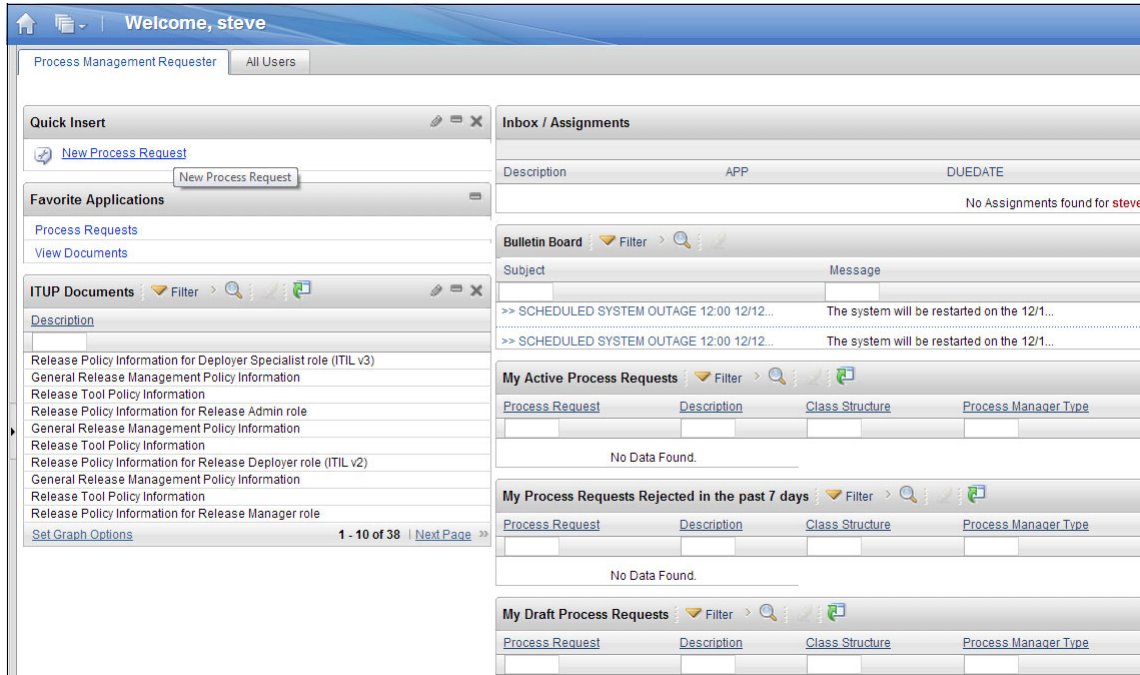 Welcome, steve
Process Management Requester All Users
Quick Insert
New Process Request
New Process Request
Favorite Applications
Process Requests
View Documents
ITUP Documents Filter
Description
Release Policy Information for Deployer Specialist role (ITIL v3)
General Release Management Policy Information
Release Tool Policy Information
Release Policy Information for Release Admin role
General Release Management Policy Information
Release Tool Policy Information
Release Policy Information for Release Deployer role (ITIL v2)
General Release Management Policy Information
Release Tool Policy Information
Release Policy Information for Release Manager role
Set Graph Options 1 - 10 of 38 | Next Page »
Inbox / Assignments
Description APP DUEDATE
No Assignments found for steve
Bulletin Board Filter
Subject Message
>> SCHEDULED SYSTEM OUTAGE 12:00 12/12... The system will be restarted on the 12/1...
>> SCHEDULED SYSTEM OUTAGE 12:00 12/12... The system will be restarted on the 12/1...
My Active Process Requests Filter
Process Request Description Class Structure Process Manager Type
No Data Found.
My Process Requests Rejected in the past 7 days Filter
Process Request Description Class Structure Process Manager Type
No Data Found.
My Draft Process Requests Filter
Process Request Description Class Structure Process Manager Type